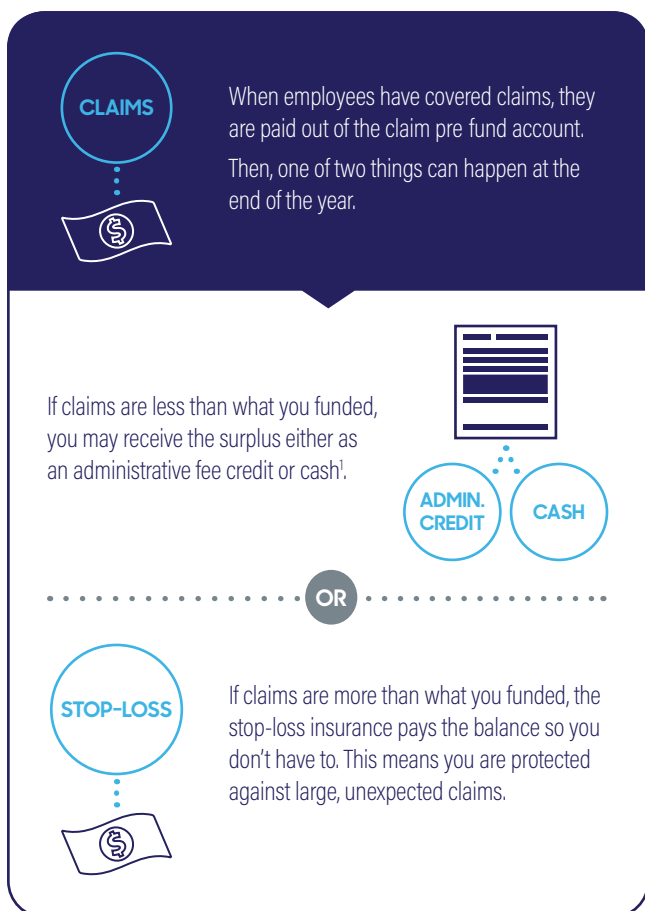 CLAIMS
When employees have covered claims, they
are paid out of the claim pre fund account.
Then, one of two things can happen at the
end of the year.
If claims are less than what you funded,
you may receive the surplus either as
an administrative fee credit or cash¹.
ADMIN.
CREDIT
CASH
OR
STOP-LOSS
If claims are more than what you funded, the
stop-loss insurance pays the balance so you
don’t have to. This means you are protected
against large, unexpected claims.